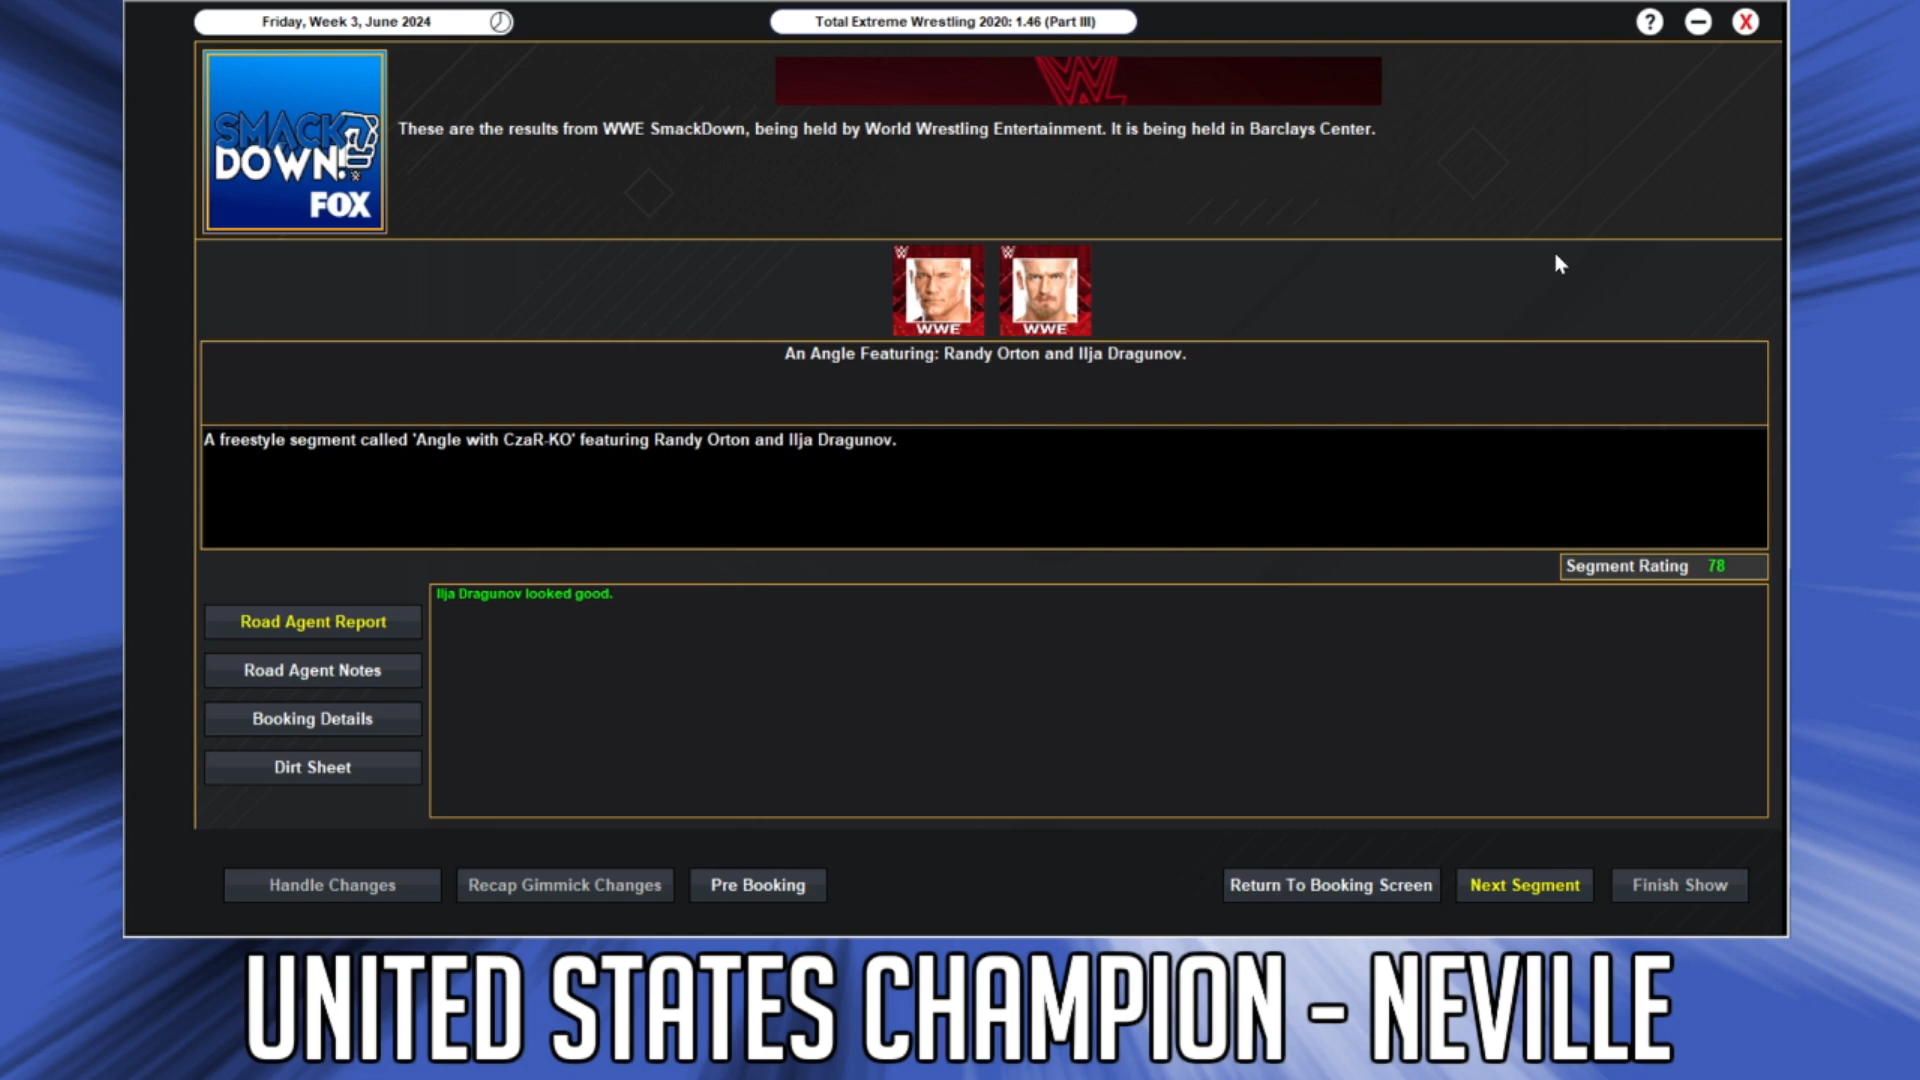 Friday, Week 3, June 2024
Total Extreme Wrestling 2020: 1.46 (Part III)
?
X
SMACK
DOWN!
FOX
These are the results from WWE SmackDown, being held by World Wrestling Entertainment. It is being held in Barclays Center.
WWE
WWE
An Angle Featuring: Randy Orton and Ilja Dragunov.
A freestyle segment called 'Angle with CzaR-KO' featuring Randy Orton and Ilja Dragunov.
Segment Rating 78
Ilja Dragunov looked good.
Road Agent Report
Road Agent Notes
Booking Details
Dirt Sheet
Handle Changes
Recap Gimmick Changes
Pre Booking
Return To Booking Screen
Next Segment
Finish Show
UNITED STATES CHAMPION - NEVILLE